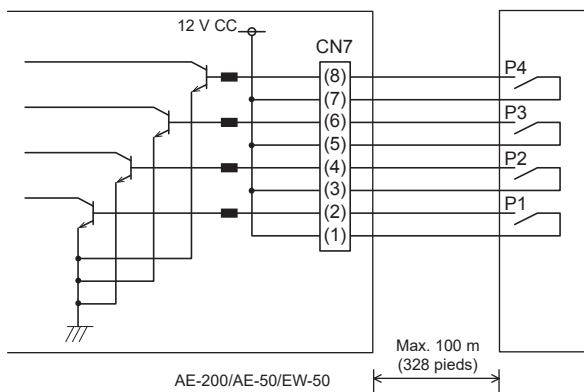 12 V CC
CN7
(8)
P4
(7)
(6)
P3
(5)
(4)
P2
(3)
(2)
P1
(1)
Max. 100 m
(328 pieds)
AE-200/AE-50/EW-50